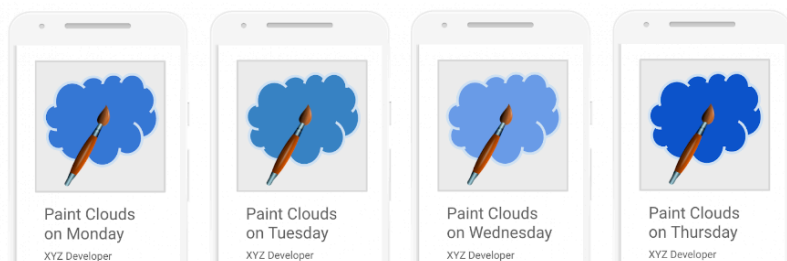 Paint Clouds
on Monday
XYZ Developer
Paint Clouds
on Tuesday
XYZ Developer
Paint Clouds
on Wednesday
XYZ Developer
Paint Clouds
on Thursday
XYZ Developer